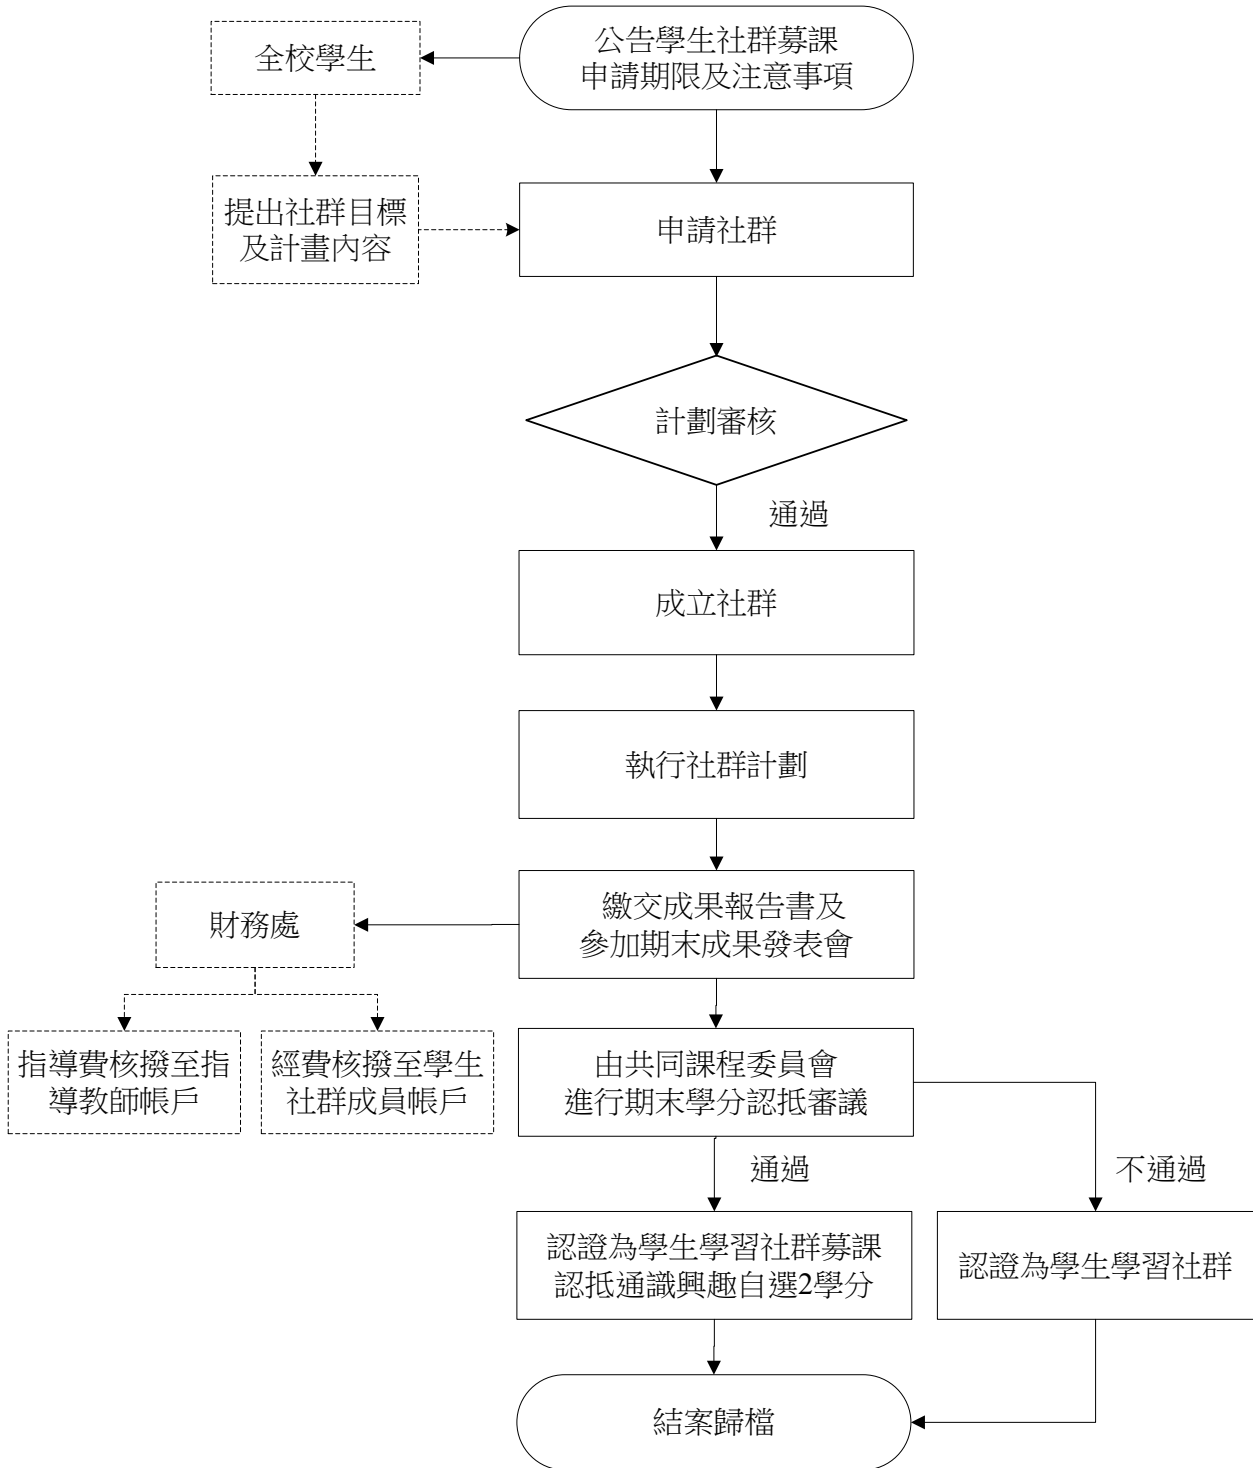 公告學生社群募課
申請期限及注意事項
全校學生
提出社群目標
及計畫內容
申請社群
計劃審核
通過
成立社群
執行社群計劃
繳交成果報告書及
參加期末成果發表會
財務處
指導費核撥至指
導教師帳戶
經費核撥至學生
社群成員帳戶
由共同課程委員會
進行期末學分認抵審議
通過
不通過
認證為學生學習社群募課
認抵通識興趣自選2學分
認證為學生學習社群
結案歸檔